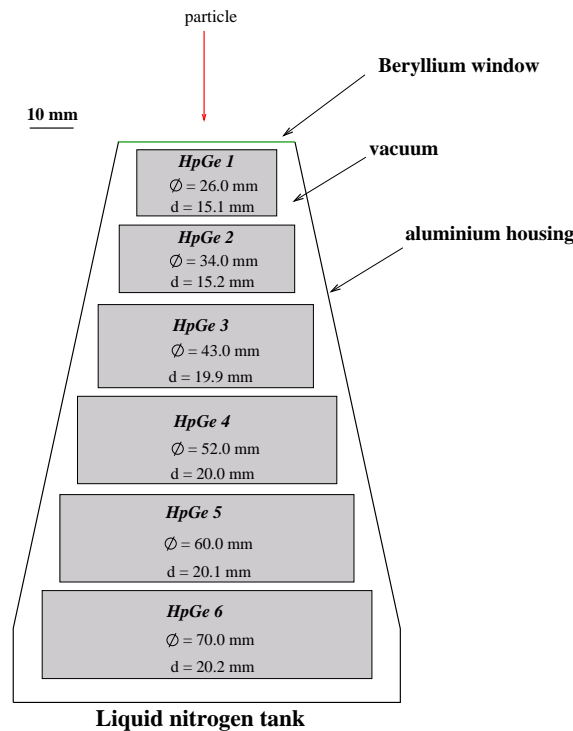 particle
Beryllium window
10 mm
vacuum
HpGe 1
∅ = 26.0 mm
d = 15.1 mm
aluminium housing
HpGe 2
∅ = 34.0 mm
d = 15.2 mm
HpGe 3
∅ = 43.0 mm
d = 19.9 mm
HpGe 4
∅ = 52.0 mm
d = 20.0 mm
HpGe 5
∅ = 60.0 mm
d = 20.1 mm
HpGe 6
∅ = 70.0 mm
d = 20.2 mm
Liquid nitrogen tank